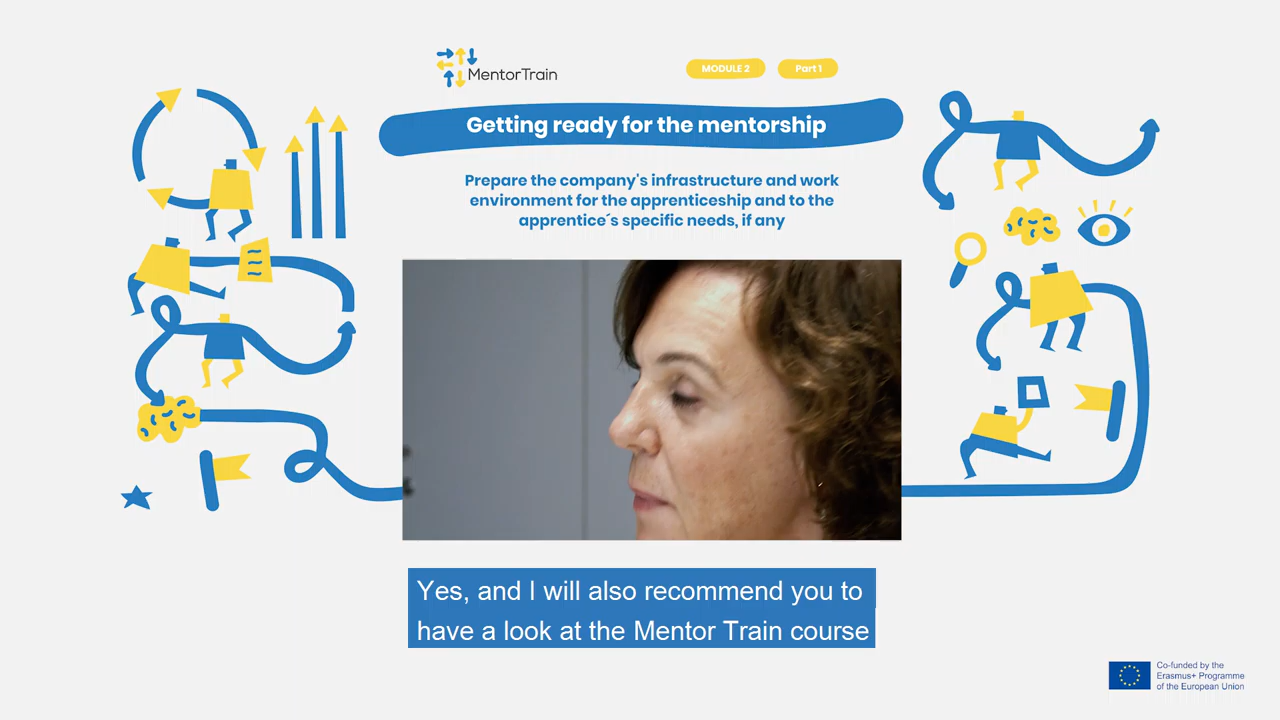 MentorTrain
MODULE 2
Part 1
Getting ready for the mentorship
Prepare the company's infrastructure and work
environment for the apprenticeship and to the
apprentice´s specific needs, if any
Yes, and I will also recommend you to
have a look at the Mentor Train course
Co-funded by the
Erasmus+ Programme
of the European Union